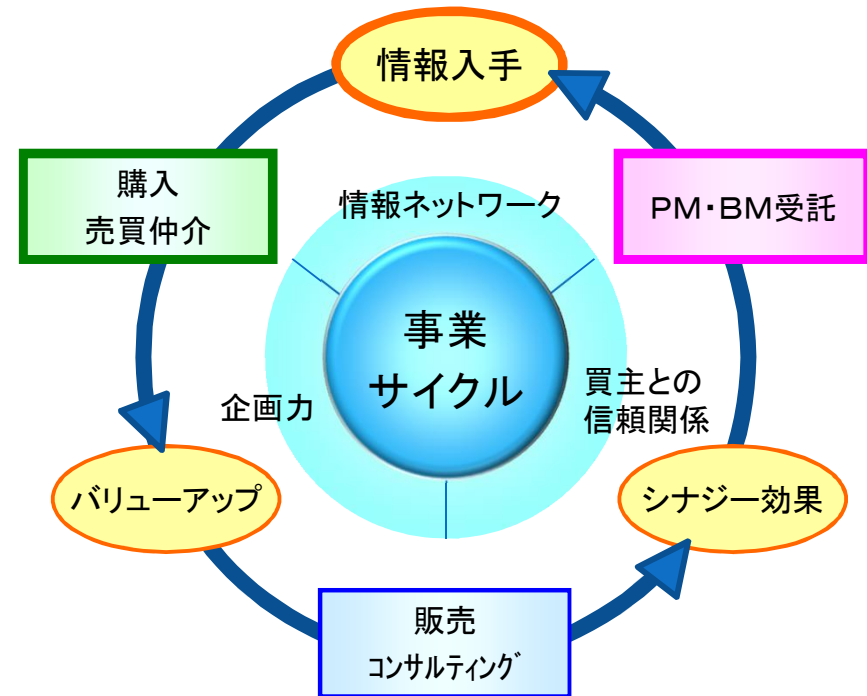 情報入手
購入
売買仲介
PM・BM受託
情報ネットワーク
事業
サイクル
企画力
買主との
信頼関係
バリューアップ
シナジー効果
販売
コンサルティング